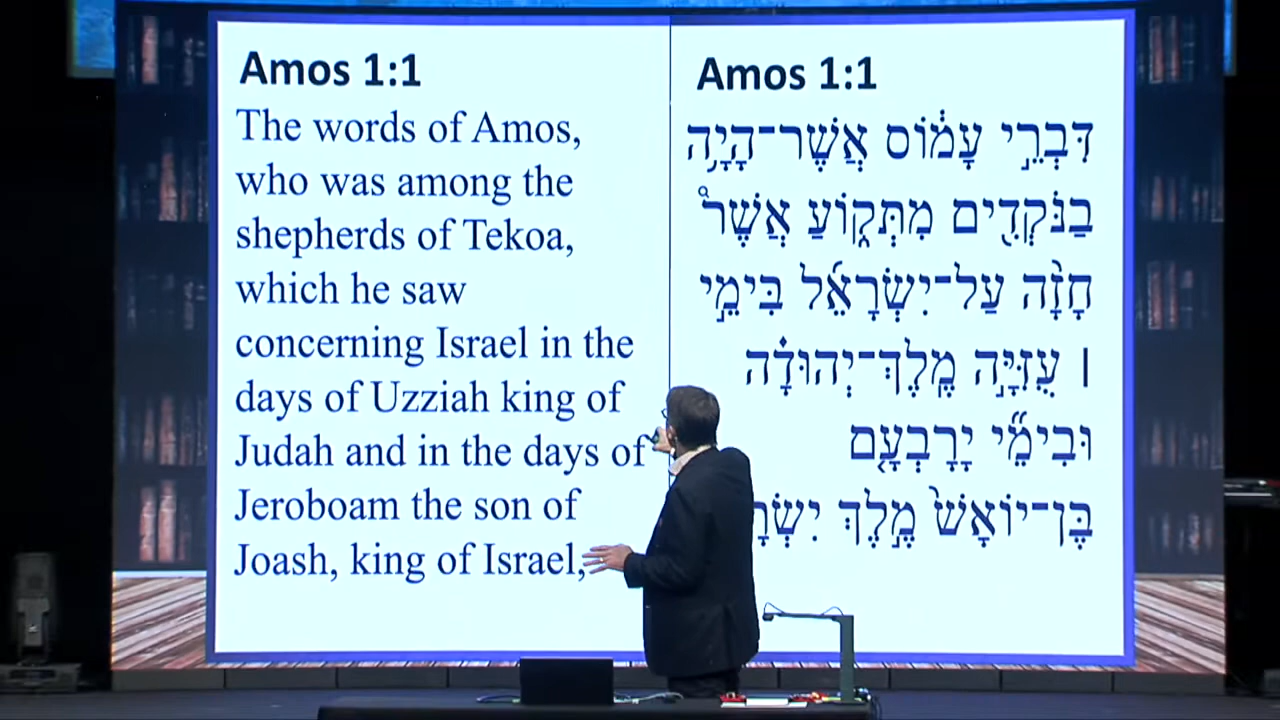 Amos 1:1
The words of Amos,
who was among the
shepherds of Tekoa,
which he saw
concerning Israel in the
days of Uzziah king of
Judah and in the days of
Jeroboam the son of
Joash, king of Israel,
Amos 1:1
דִּבְרֵ֣י עָמ֔וֹס אֲשֶׁר־הָיָ֥ה
בַנֹּקְדִ֖ים מִתְּק֑וֹעַ אֲשֶׁר֩
חָזָ֨ה עַל־יִשְׂרָאֵ֜ל בִּימֵ֣י
׀ עֻזִּיָּ֣ה מֶֽלֶךְ־יְהוּדָ֗ה
וּבִימֵ֞י יָרָבְעָ֤ם
בֶּן־יוֹאָשׁ֙ מֶ֣לֶךְ